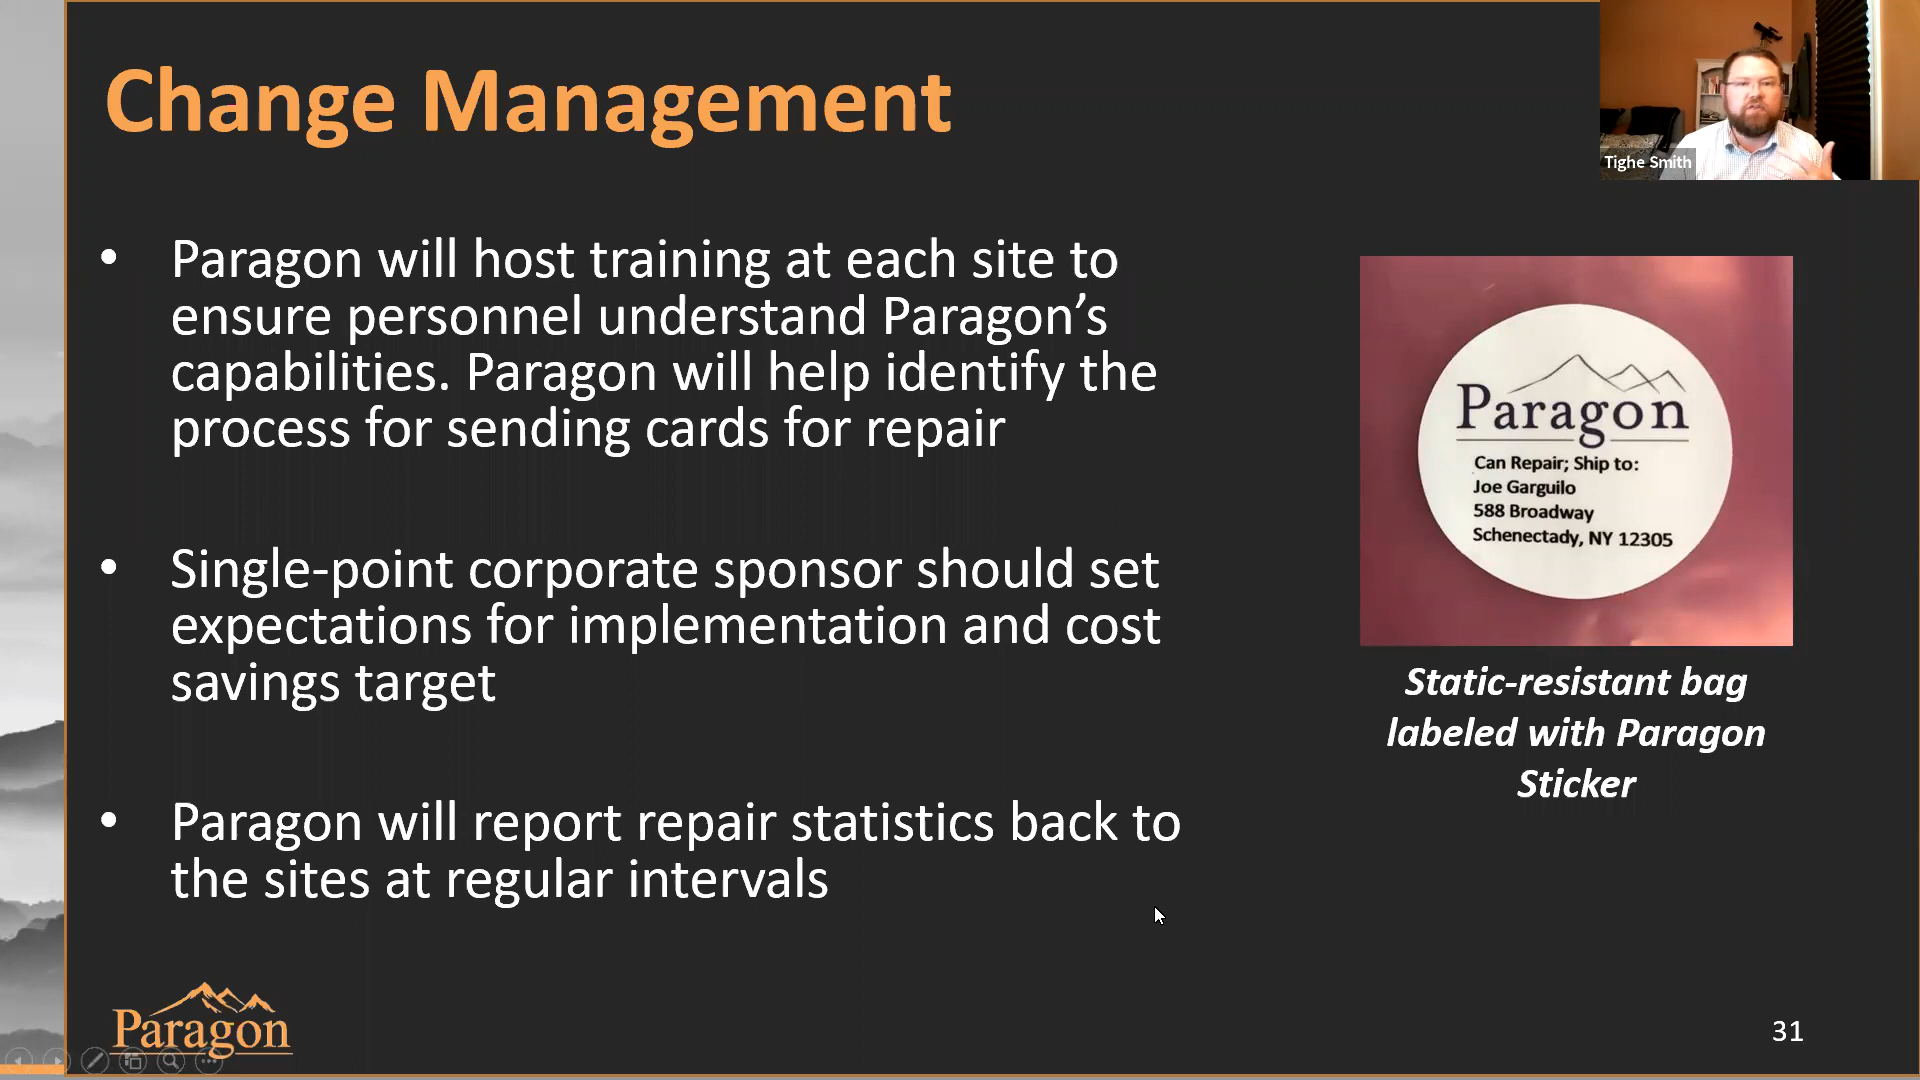 Change Management
Tighe Smith
• Paragon will host training at each site to
ensure personnel understand Paragon’s
capabilities. Paragon will help identify the
process for sending cards for repair
• Single-point corporate sponsor should set
expectations for implementation and cost
savings target
• Paragon will report repair statistics back to
the sites at regular intervals
Paragon
Can Repair; Ship to:
Joe Garguilo
588 Broadway
Schenectady, NY 12305
Static-resistant bag
labeled with Paragon
Sticker
Paragon
31